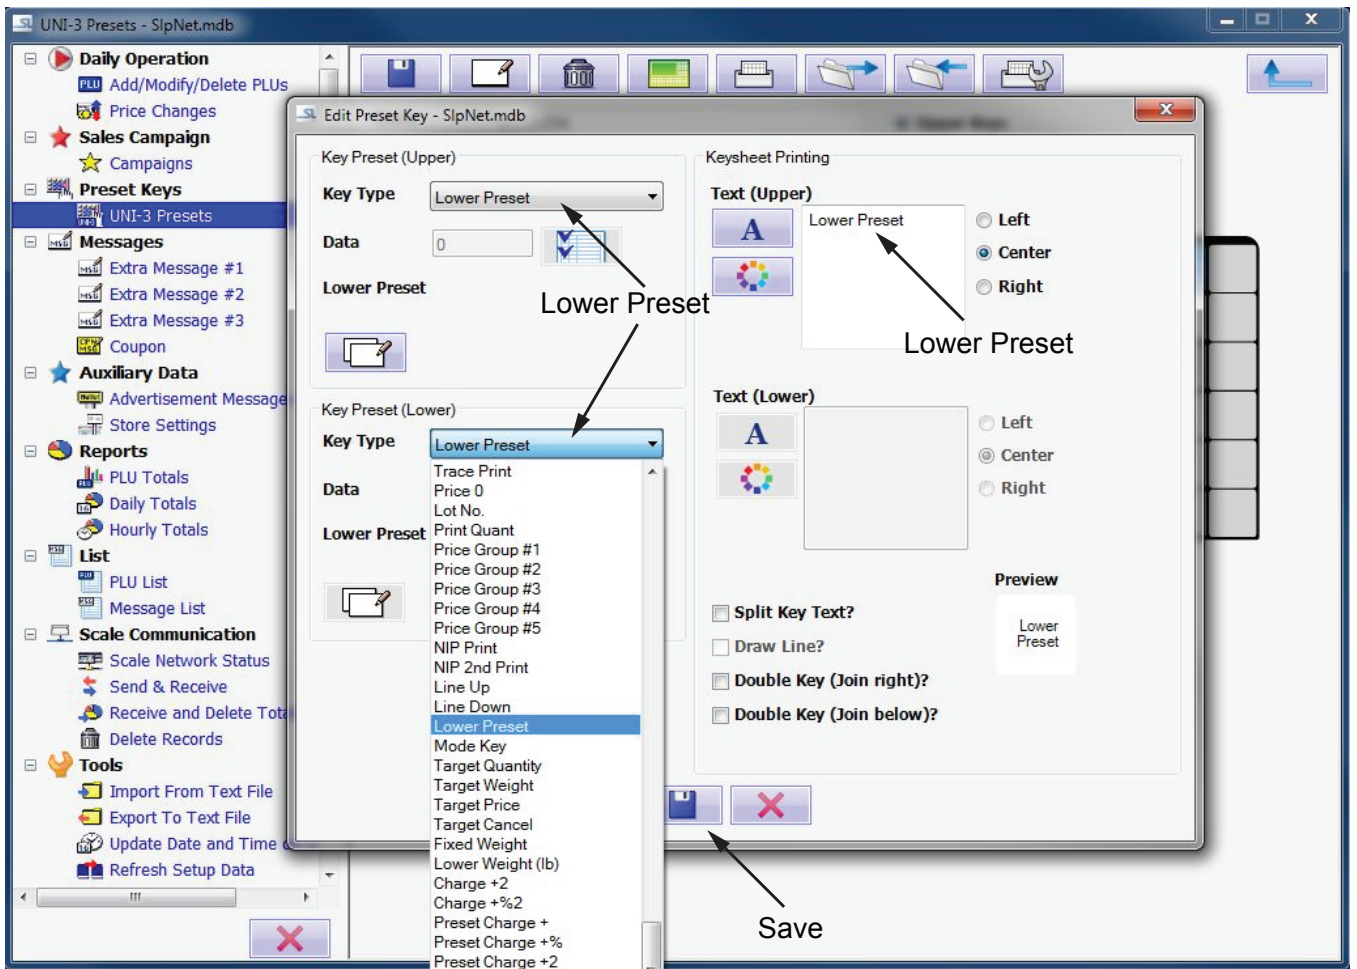 UNI-3 Presets - SlpNet.mdb
Daily Operation
PLU Add/Modify/Delete PLUs
Price Changes
Sales Campaign
Campaigns
Preset Keys
UNI-3 Presets
Messages
Extra Message #1
Extra Message #2
Extra Message #3
Coupon
Auxiliary Data
Advertisement Message
Store Settings
Reports
PLU Totals
Daily Totals
Hourly Totals
List
PLU List
Message List
Scale Communication
Scale Network Status
Send & Receive
Receive and Delete Tota
Delete Records
Tools
Import From Text File
Export To Text File
Update Date and Time
Refresh Setup Data
Edit Preset Key - SlpNet.mdb
Key Preset (Upper)
Key Type
Lower Preset
Data
0
Lower Preset
Lower Preset
Key Preset (Lower)
Key Type
Lower Preset
Data
Lower Preset
Trace Print
Price 0
Lot No.
Print Quant
Price Group #1
Price Group #2
Price Group #3
Price Group #4
Price Group #5
NIP Print
NIP 2nd Print
Line Up
Line Down
Lower Preset
Mode Key
Target Quantity
Target Weight
Target Price
Target Cancel
Fixed Weight
Lower Weight (lb)
Charge +2
Charge +%2
Preset Charge +
Preset Charge +%
Preset Charge +2
Keysheet Printing
Text (Upper)
A
Lower Preset
Left
Center
Right
Lower Preset
Text (Lower)
A
Left
Center
Right
Preview
Lower
Preset
Split Key Text?
Draw Line?
Double Key (Join right)?
Double Key (Join below)?
Save